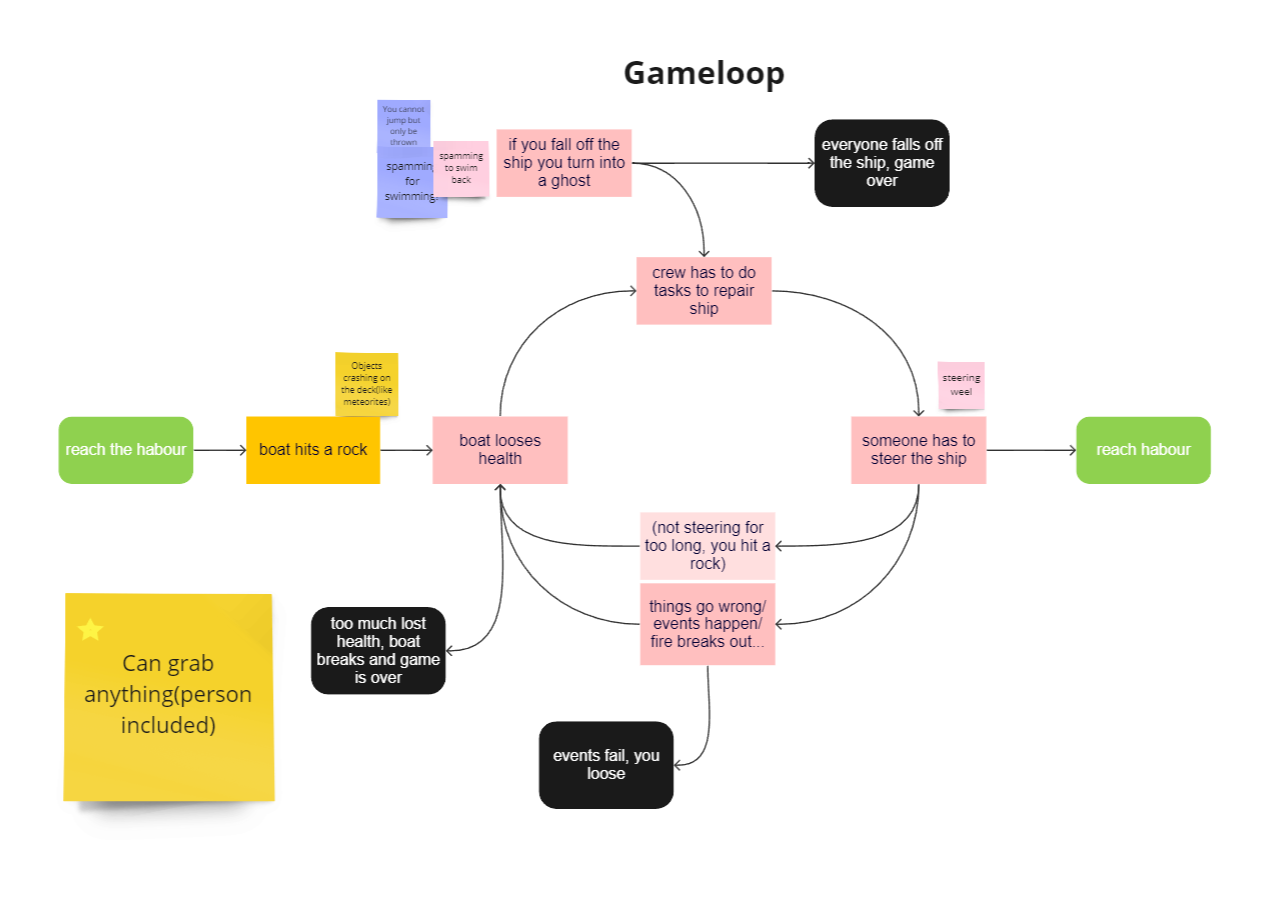 Gameloop
You cannot
jump but
only be
thrown
spamming
for
swimming.
spamming
to swim
back
if you fall off the
ship you turn into
a ghost
everyone falls off
the ship, game
over
crew has to do
tasks to repair
ship
Objects
crashing on
the deck(like
meteorites)
steering
weel
reach the habour
boat hits a rock
boat looses
health
someone has to
steer the ship
reach habour
(not steering for
too long, you hit a
rock)
things go wrong/
events happen/
fire breaks out...
too much lost
health, boat
breaks and game
is over
Can grab
anything(person
included)
events fail, you
loose